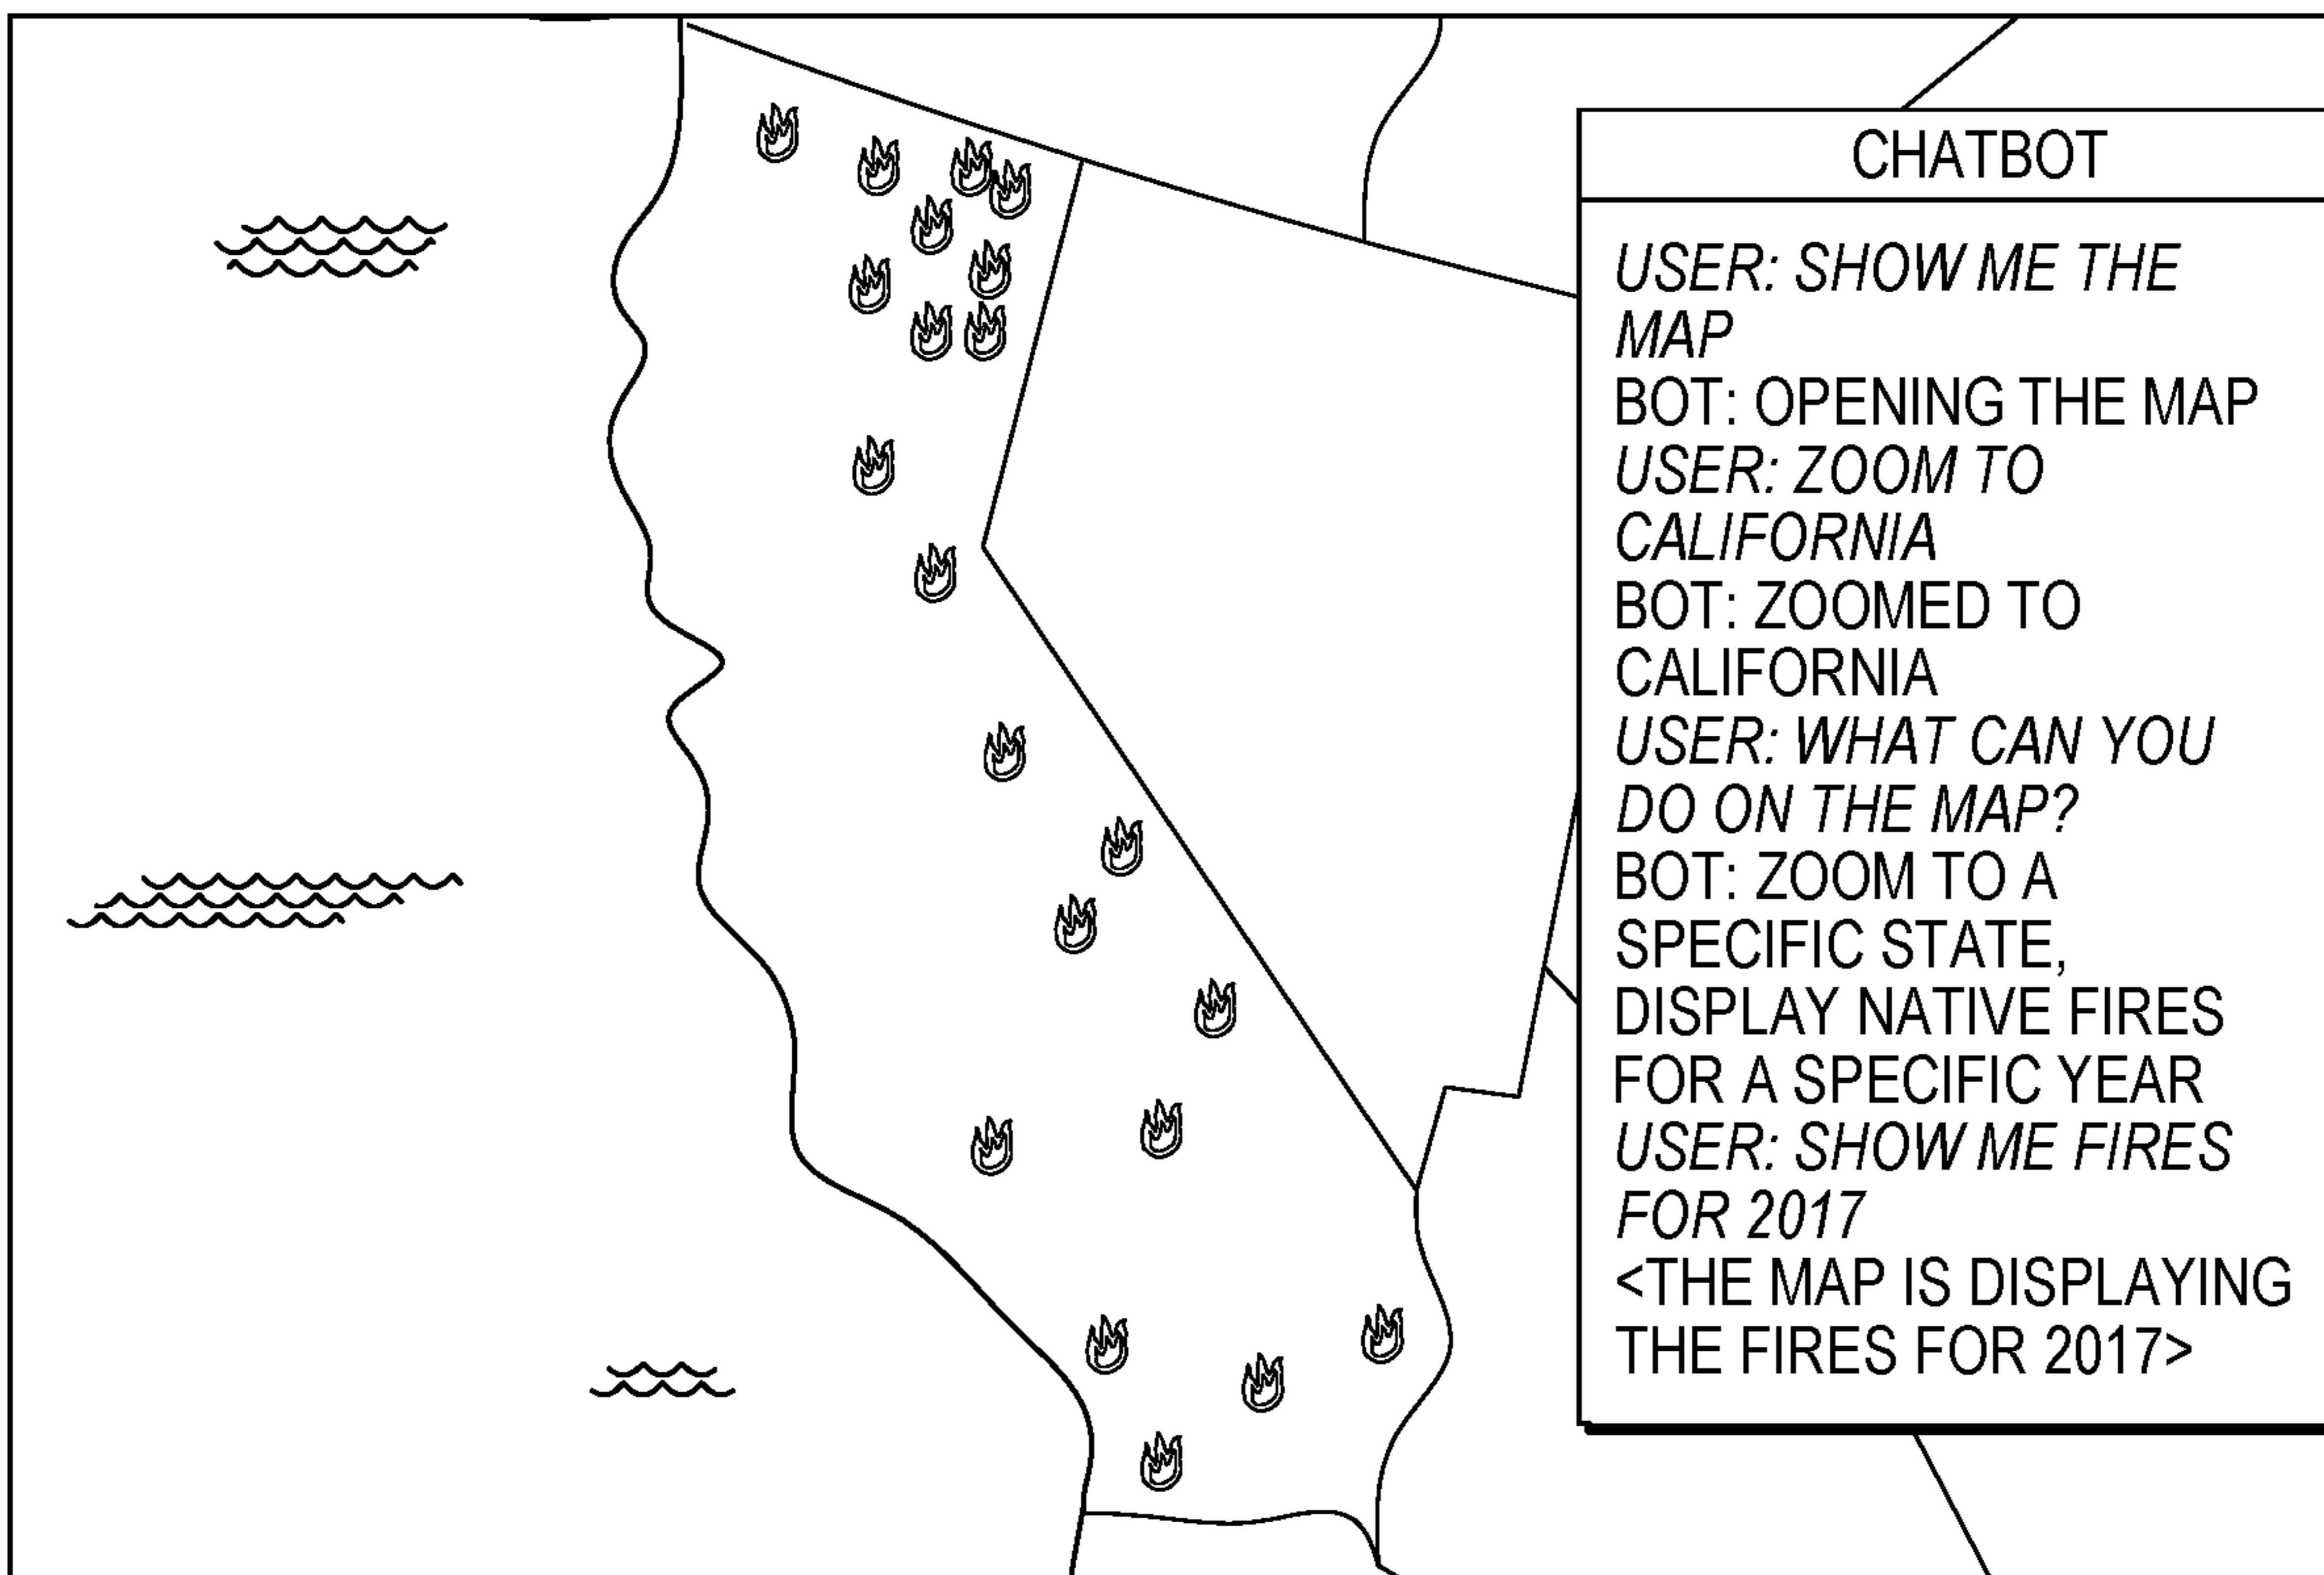 CHATBOT
USER: SHOW ME THE
MAP
BOT: OPENING THE MAP
USER: ZOOM TO
CALIFORNIA
BOT: ZOOMED TO
CALIFORNIA
USER: WHAT CAN YOU
DO ON THE MAP?
BOT: ZOOM TO A
SPECIFIC STATE,
DISPLAY NATIVE FIRES
FOR A SPECIFIC YEAR
USER: SHOW ME FIRES
FOR 2017
<THE MAP IS DISPLAYING
THE FIRES FOR 2017>